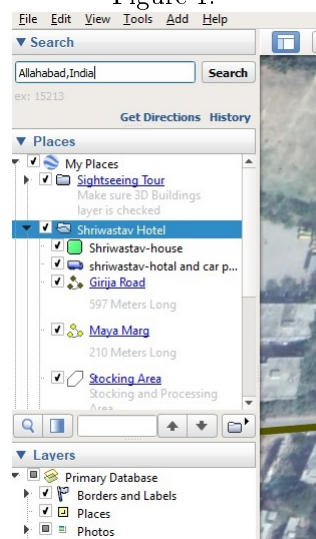 Figure 1:
File Edit View Tools Add Help
Search
Allahabad,India
Search
ex: 15213
Get Directions History
Places
My Places
Sightseeing Tour
Make sure 3D Buildings
layer is checked
Shriwastav Hotel
Shriwastav-house
shriwastav-hotal and car p...
Girija Road
597 Meters Long
Maya Marg
210 Meters Long
Stocking Area
Stocking and Processing
Area
Layers
Primary Database
Borders and Labels
Places
Photos